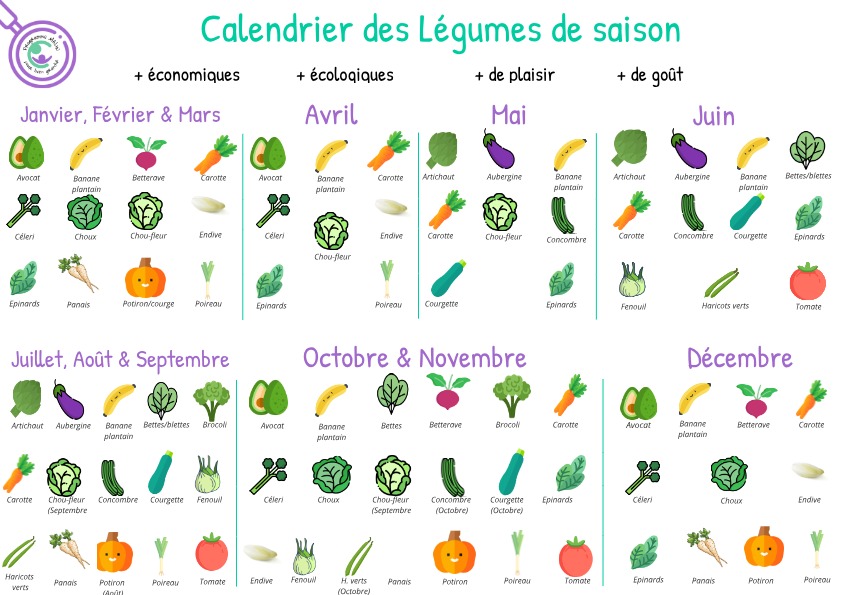 Calendrier des Légumes de saison
+ économiques + écologiques + de plaisir + de goût
Janvier, Février & Mars
Avocat Banane plantain Betterave Carotte
Céleri Choux Chou-fleur Endive
Epinards Panais Potiron/courge Poireau
Avril
Avocat Banane plantain Carotte
Céleri Chou-fleur Endive
Epinards Poireau
Mai
Artichaut Aubergine Banane plantain
Carotte Chou-fleur Concombre
Courgette Epinards
Juin
Artichaut Aubergine Banane plantain Bettes/blettes
Carotte Concombre Courgette Epinards
Fenouil Haricots verts Tomate
Juillet, Août & Septembre
Artichaut Aubergine Banane plantain Bettes/blettes Brocoli
Carotte Chou-fleur (Septembre Concombre Courgette Fenouil
Haricots verts Panais Potiron (Août) Poireau Tomate
Octobre & Novembre
Avocat Banane plantain Bettes Betterave Brocoli Carotte
Céleri Choux Chou-fleur (Septembre Concombre (Octobre) Courgette (Octobre) Epinards
Endive Fenouil H. verts (Octobre) Panais Potiron Poireau Tomate
Décembre
Avocat Banane plantain Betterave Carotte
Céleri Choux Endive
Epinards Panais Potiron Poireau